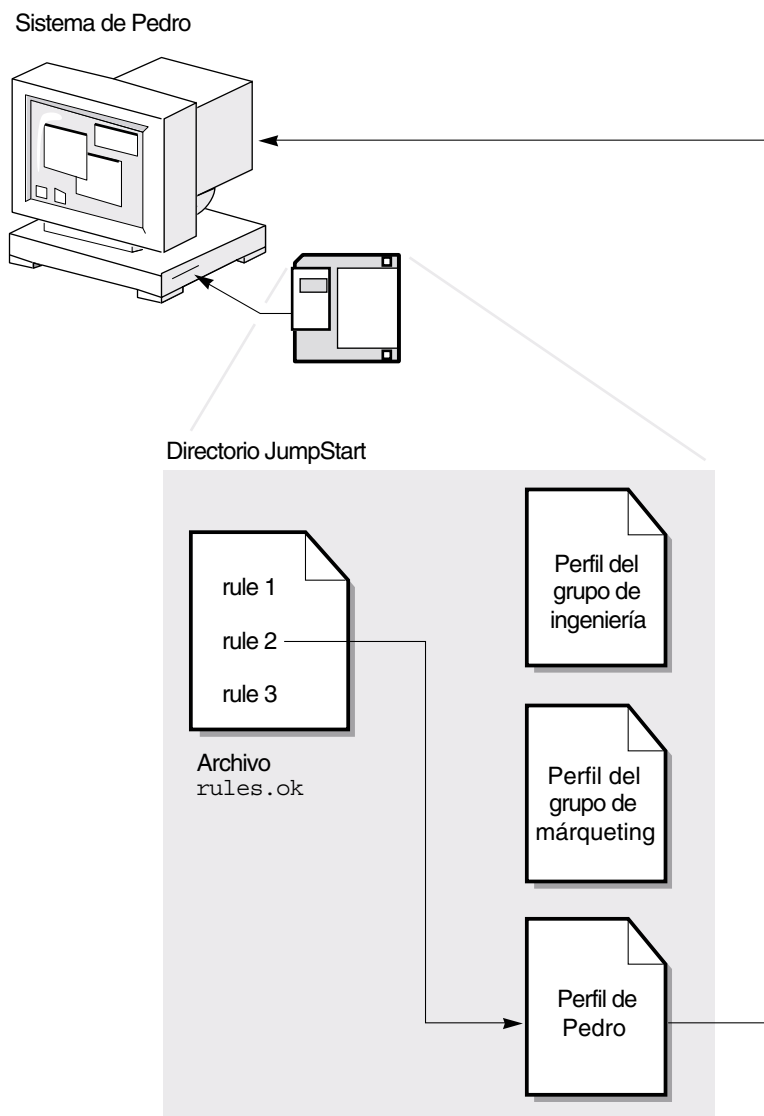 Sistema de Pedro
Directorio JumpStart
rule 1
rule 2
rule 3
Archivo
rules.ok
Perfil del
grupo de
ingeniería
Perfil del
grupo de
márqueting
Perfil de
Pedro